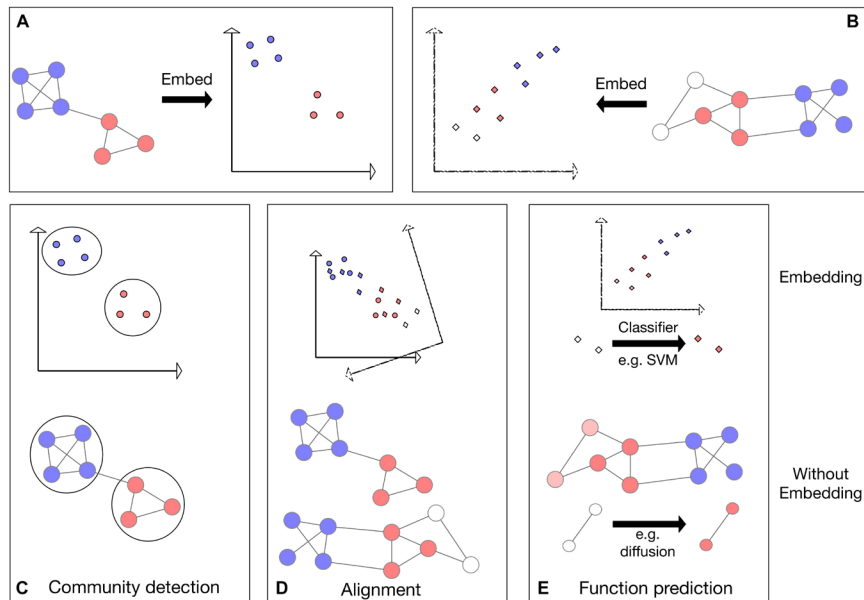 A
Embed
B
Embed
Embedding
Classifier
e.g. SVM
Without
Embedding
e.g.
diffusion
C Community detection
D Alignment
E Function prediction